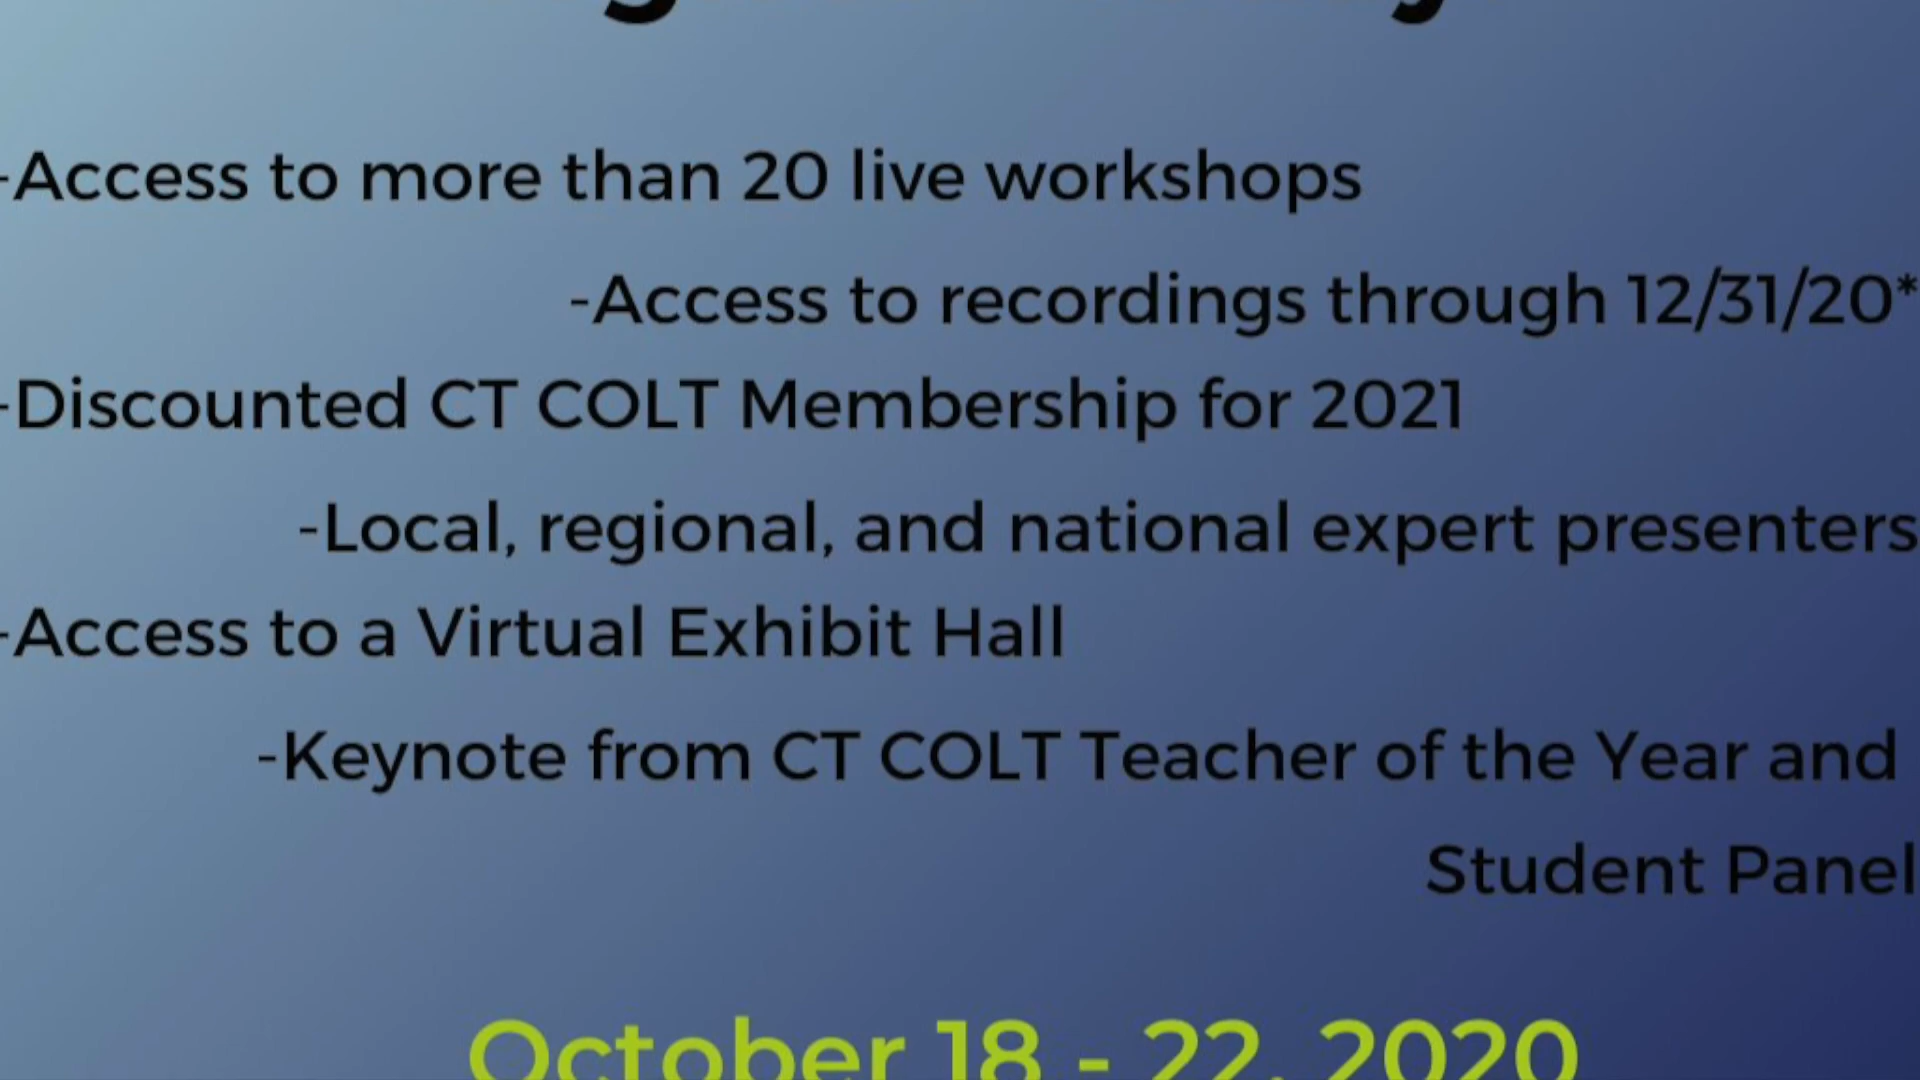 -Access to more than 20 live workshops
-Access to recordings through 12/31/20*
-Discounted CT COLT Membership for 2021
-Local, regional, and national expert presenters
-Access to a Virtual Exhibit Hall
-Keynote from CT COLT Teacher of the Year and
Student Panel
October 18 - 22, 2020